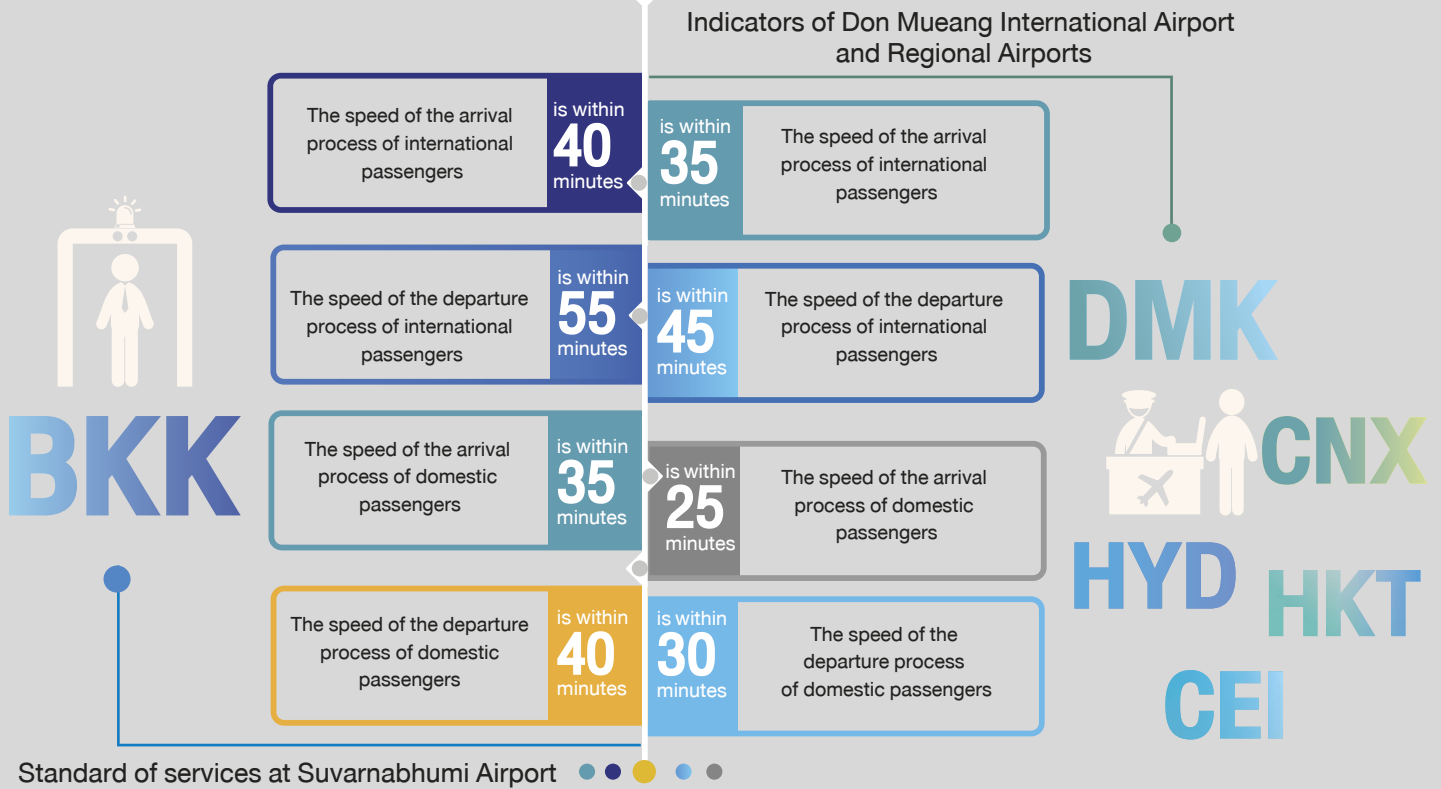 Indicators of Don Mueang International Airport
and Regional Airports
The speed of the arrival
process of international
passengers
is within
40
minutes
is within
35
minutes
The speed of the arrival
process of international
passengers
The speed of the departure
process of international
passengers
is within
55
minutes
is within
45
minutes
The speed of the departure
process of international
passengers
The speed of the arrival
process of domestic
passengers
is within
35
minutes
is within
25
minutes
The speed of the arrival
process of domestic
passengers
The speed of the departure
process of domestic
passengers
is within
40
minutes
is within
30
minutes
The speed of the
departure process
of domestic passengers
BKK
DMK
CNX
HYD
HKT
CEI
Standard of services at Suvarnabhumi Airport